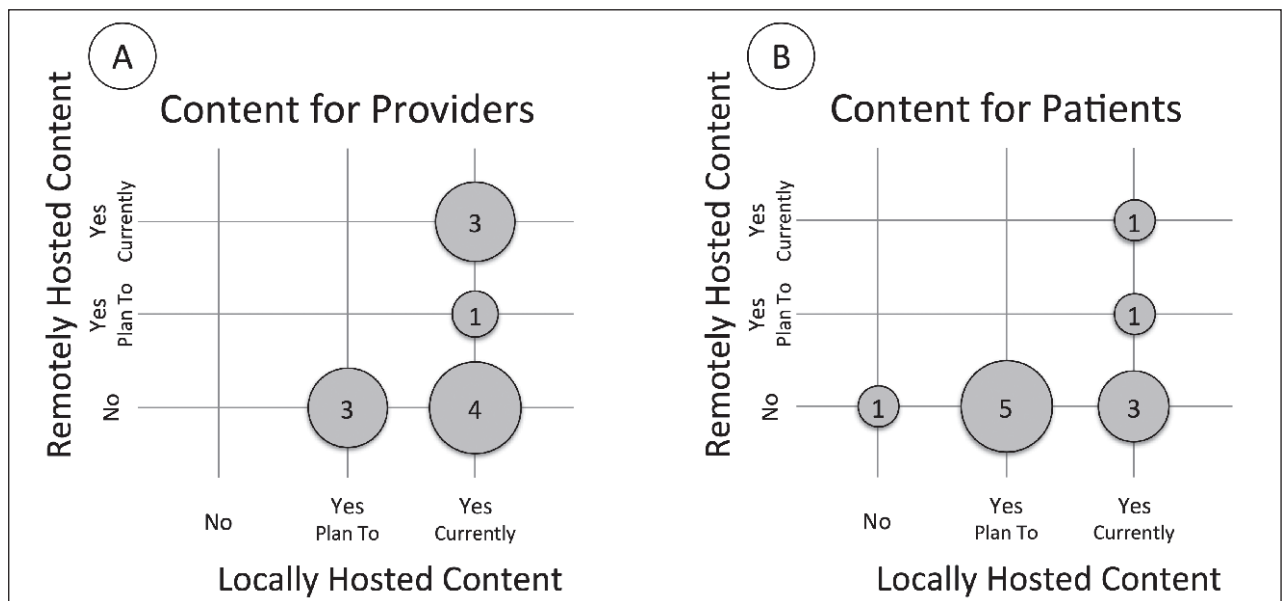 A
Content for Providers
Remotely Hosted Content
Yes
Currently
Yes
Plan To
No
3
1
3
4
No
Yes
Plan To
Yes
Currently
Locally Hosted Content
B
Content for Patients
Remotely Hosted Content
Yes
Currently
Yes
Plan To
No
1
1
1
5
3
No
Yes
Plan To
Yes
Currently
Locally Hosted Content